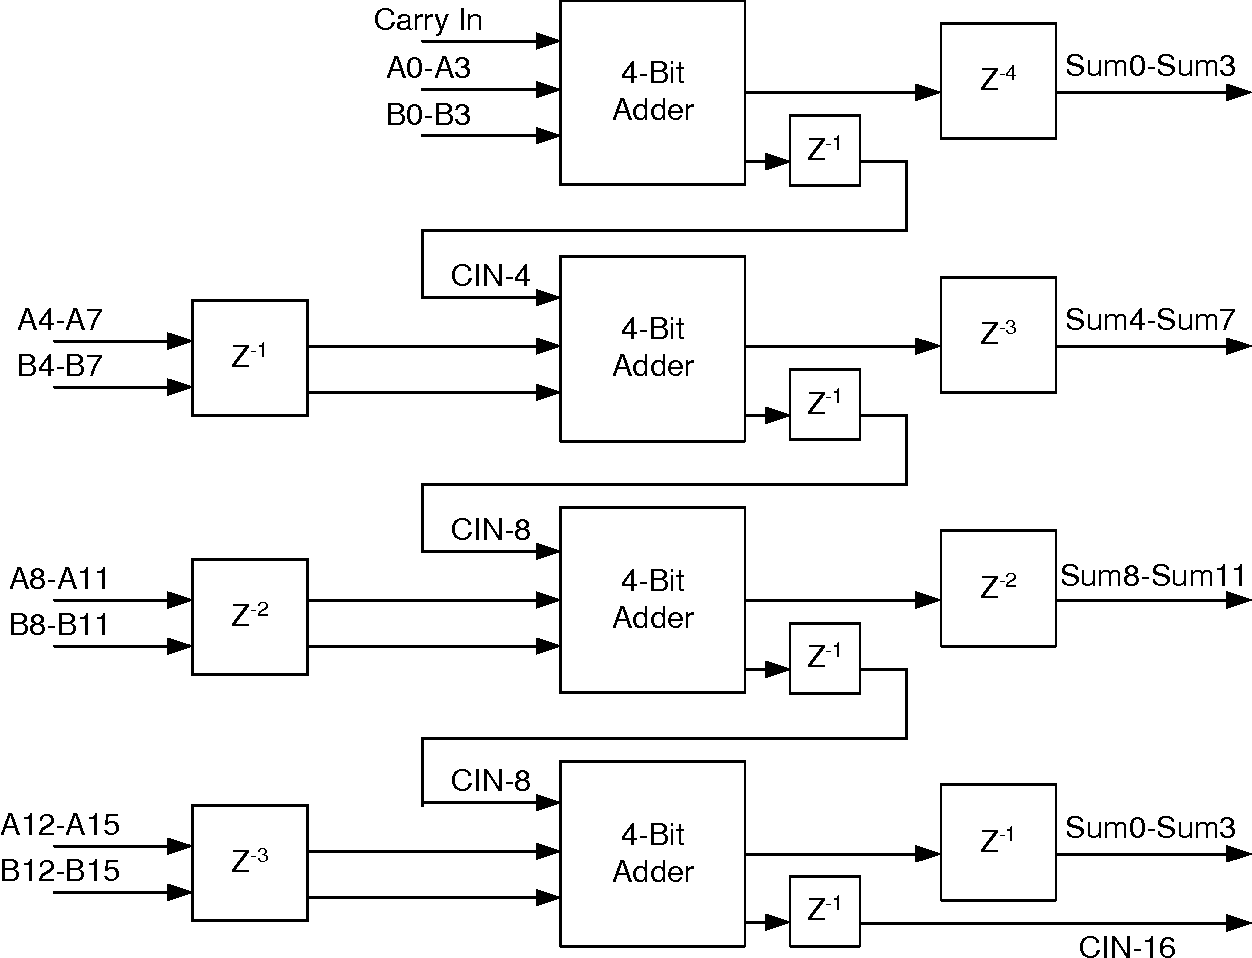 Carry In
A0-A3
B0-B3
4-Bit
Adder
Z-1
Z-4
Sum0-Sum3
CIN-4
A4-A7
B4-B7
Z-1
4-Bit
Adder
Z-1
Z-3
Sum4-Sum7
CIN-8
A8-A11
B8-B11
Z-2
4-Bit
Adder
Z-1
Z-2
Sum8-Sum11
CIN-8
A12-A15
B12-B15
Z-3
4-Bit
Adder
Z-1
Z-1
Sum0-Sum3
CIN-16